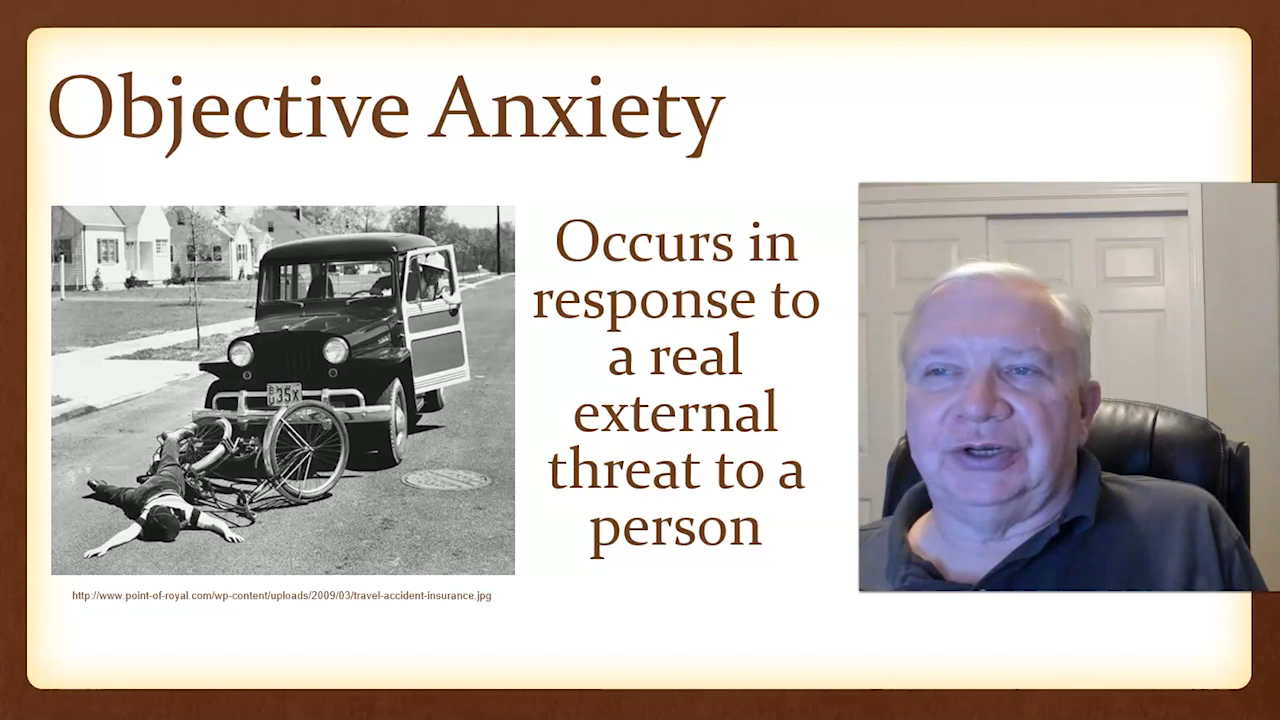 Objective Anxiety
Occurs in
response to
a real
external
threat to a
person
35X
http://www.point-of-royal.com/wp-content/uploads/2009/03/travel-accident-insurance.jpg